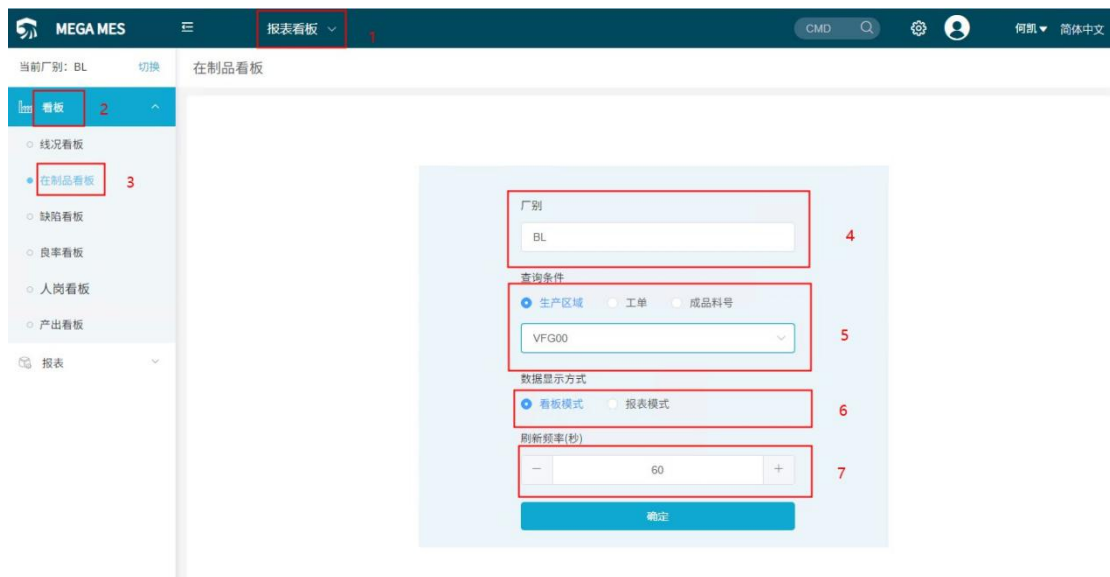 MEGA MES 报表看板 1 CMD 何凯 简体中文
当前厂别：BL 切换 在制品看板
看板 2
线况看板
在制品看板 3
缺陷看板
良率看板
人岗看板
产出看板
报表
厂别
BL 4
查询条件
生产区域 工单 成品料号
VFG00 5
数据显示方式
看板模式 报表模式 6
刷新频率(秒)
60 7
确定